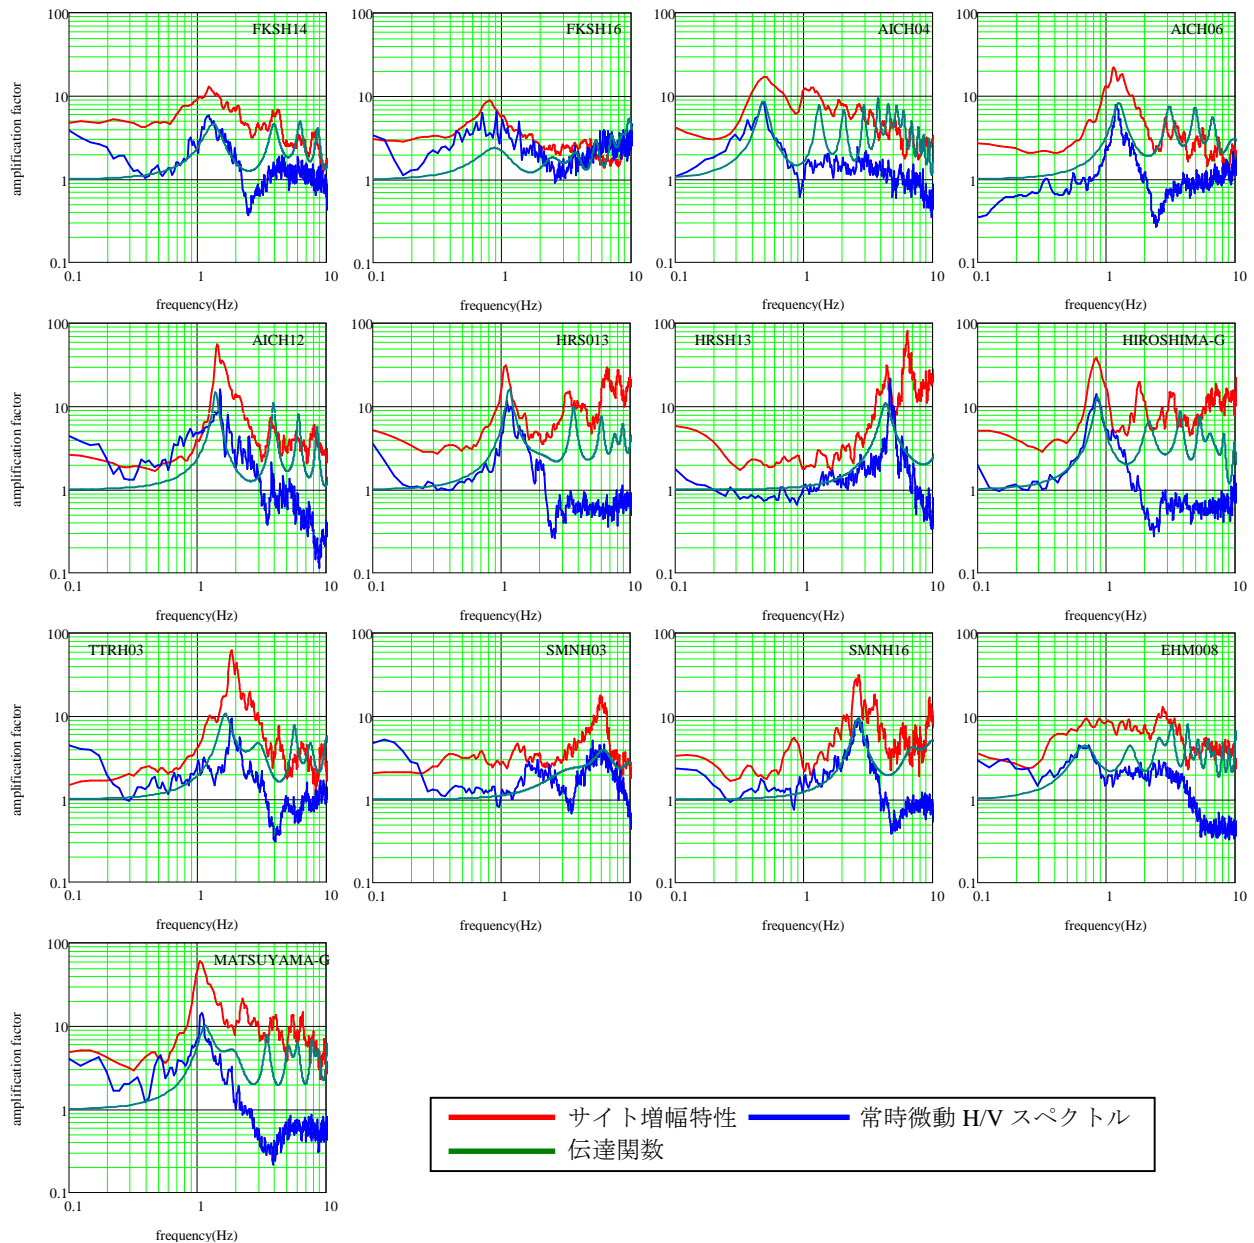 100
10
1
0.1
amplification factor
FKSH14
0.1
1
10
frequency(Hz)
100
10
1
0.1
FKSH16
0.1
1
10
frequency(Hz)
100
10
1
0.1
AICH04
0.1
1
10
frequency(Hz)
100
10
1
0.1
AICH06
0.1
1
10
frequency(Hz)
100
10
1
0.1
amplification factor
AICH12
0.1
1
10
frequency(Hz)
100
10
1
0.1
HRS013
0.1
1
10
frequency(Hz)
100
10
1
0.1
HRSH13
0.1
1
10
frequency(Hz)
100
10
1
0.1
HIROSHIMA-G
0.1
1
10
frequency(Hz)
100
10
1
0.1
amplification factor
TTRH03
0.1
1
10
frequency(Hz)
100
10
1
0.1
SMNH03
0.1
1
10
frequency(Hz)
100
10
1
0.1
SMNH16
0.1
1
10
frequency(Hz)
100
10
1
0.1
EHM008
0.1
1
10
frequency(Hz)
100
10
1
0.1
amplification factor
MATSUYAMA-G
0.1
1
10
frequency(Hz)
サイト増幅特性
常時微動 H/V スペクトル
伝達関数